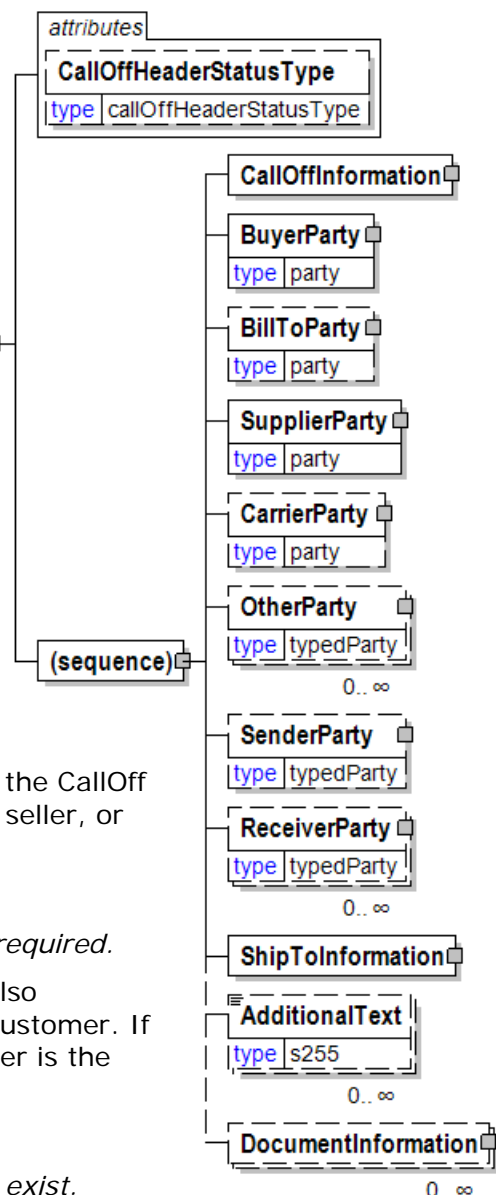 attributes
CallOffHeaderStatusType
type callOffHeaderStatusType
CallOffInformation
BuyerParty
type party
BillToParty
type party
SupplierParty
type party
CarrierParty
type party
OtherParty
type typedParty
0.. ∞
(sequence)
SenderParty
type typedParty
ReceiverParty
type typedParty
0.. ∞
ShipToInformation
AdditionalText
type s255
0.. ∞
DocumentInformation
0.. ∞
the CallOff
seller, or
required.
lso
ustomer. If
er is the
exist.